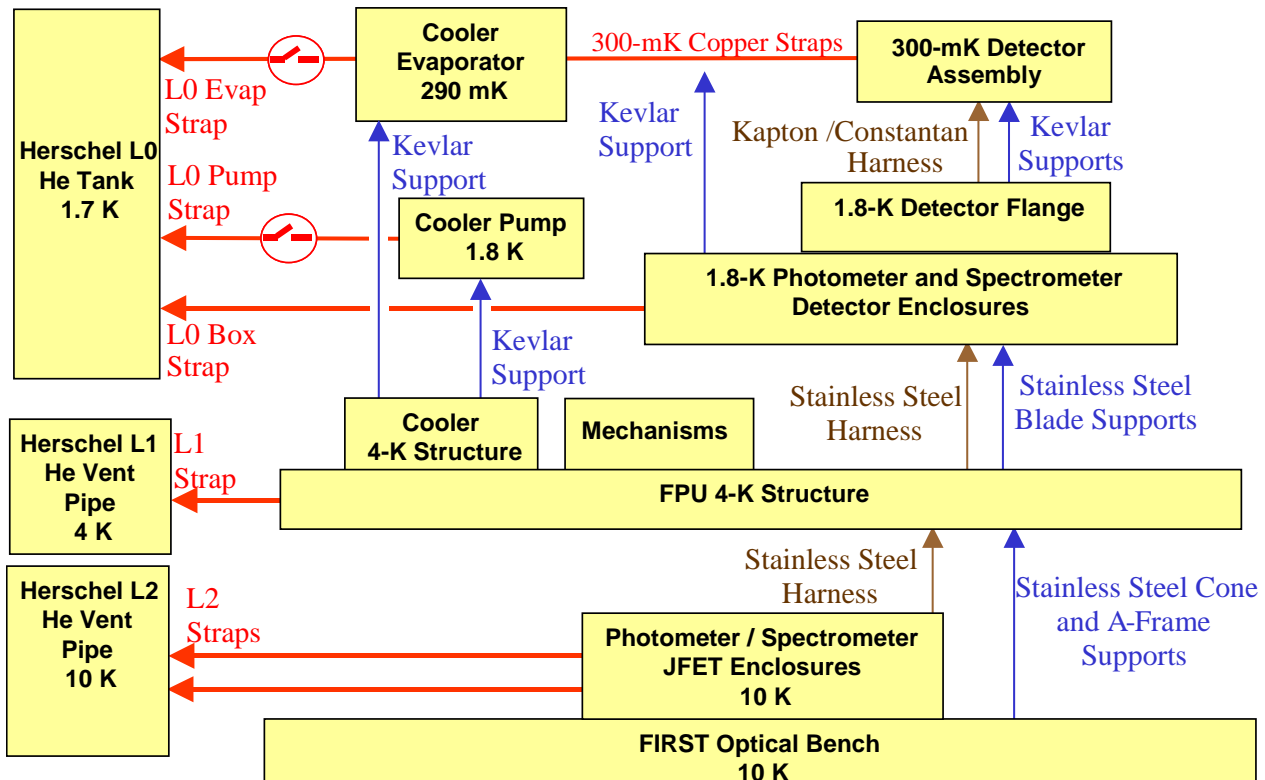 Cooler
Evaporator
290 mK
300-mK Copper Straps
300-mK Detector
Assembly
L0 Evap
Strap
Kevlar
Support
Kevlar
Support
Kapton /Constantan
Harness
Kevlar
Supports
Herschel L0
He Tank
1.7 K
L0 Pump
Strap
Cooler Pump
1.8 K
1.8-K Detector Flange
1.8-K Photometer and Spectrometer
Detector Enclosures
L0 Box
Strap
Kevlar
Support
Stainless Steel
Harness
Stainless Steel
Blade Supports
Cooler
4-K Structure
Mechanisms
Herschel L1
He Vent
Pipe
4 K
L1
Strap
FPU 4-K Structure
Stainless Steel
Harness
Stainless Steel Cone
and A-Frame
Supports
Herschel L2
He Vent
Pipe
10 K
L2
Straps
Photometer / Spectrometer
JFET Enclosures
10 K
FIRST Optical Bench
10 K